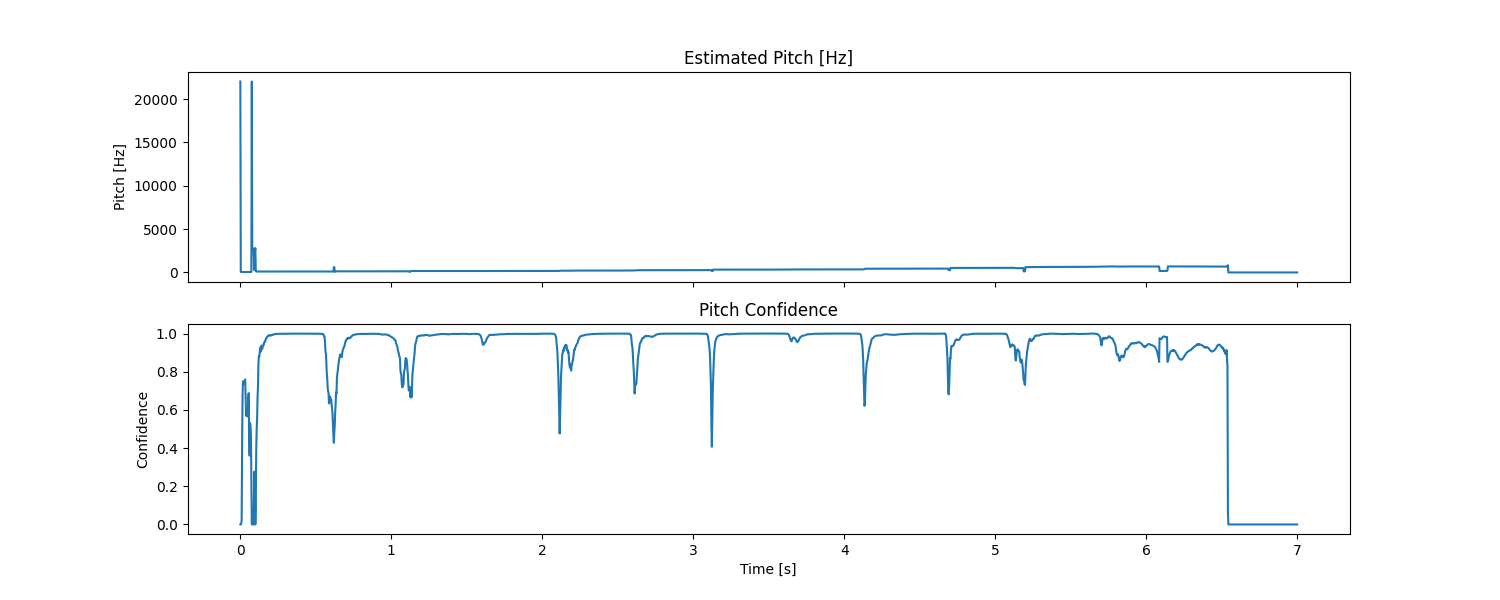 Estimated Pitch [Hz]
Pitch [Hz]
20000
15000
10000
5000
0
Pitch Confidence
Confidence
1.0
0.8
0.6
0.4
0.2
0.0
0 1 2 3 4 5 6 7
Time [s]